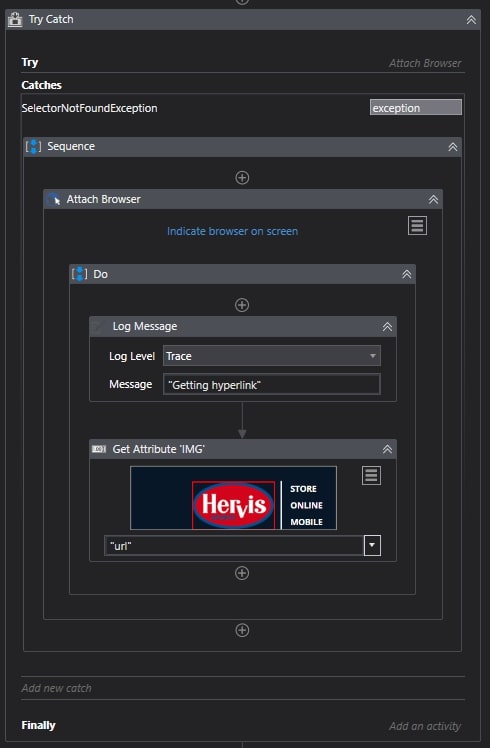 Try Catch
Try
Attach Browser
Catches
SelectorNotFoundException
exception
Sequence
Attach Browser
Indicate browser on screen
Do
Log Message
Log Level
Trace
Message
"Getting hyperlink"
Get Attribute 'IMG'
Hervis
STORE
ONLINE
MOBILE
"url"
Add new catch
Finally
Add an activity